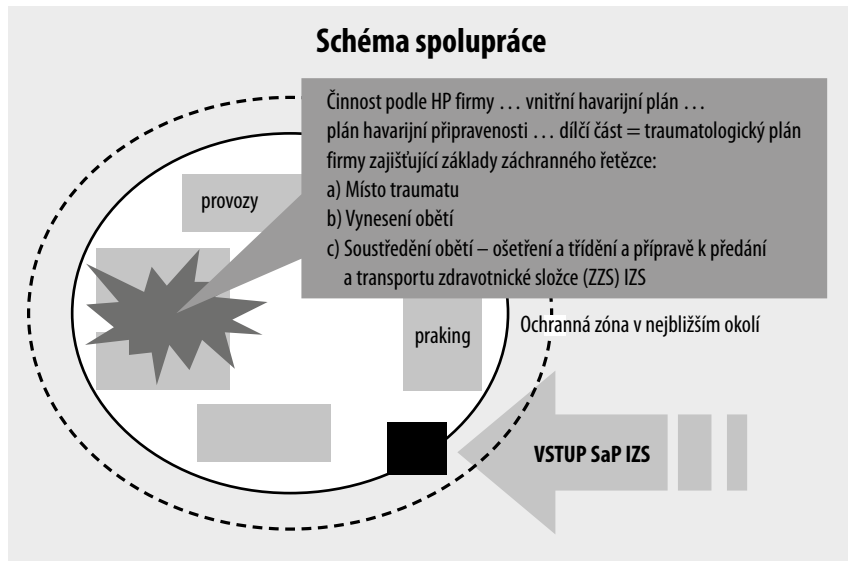 Schéma spolupráce
Činnost podle HP firmy … vnitřní havarijní plán …
plán havarijní připravenosti … dílčí část = traumatologický plán
firmy zajišťující základy záchranného řetězce:
a) Místo traumatu
b) Vynesení obětí
c) Soustředění obětí – ošetření a třídění a přípravě k předání
a transportu zdravotnické složce (ZZS) IZS
provozy
praking
Ochranná zóna v nejbližším okolí
VSTUP SaP IZS